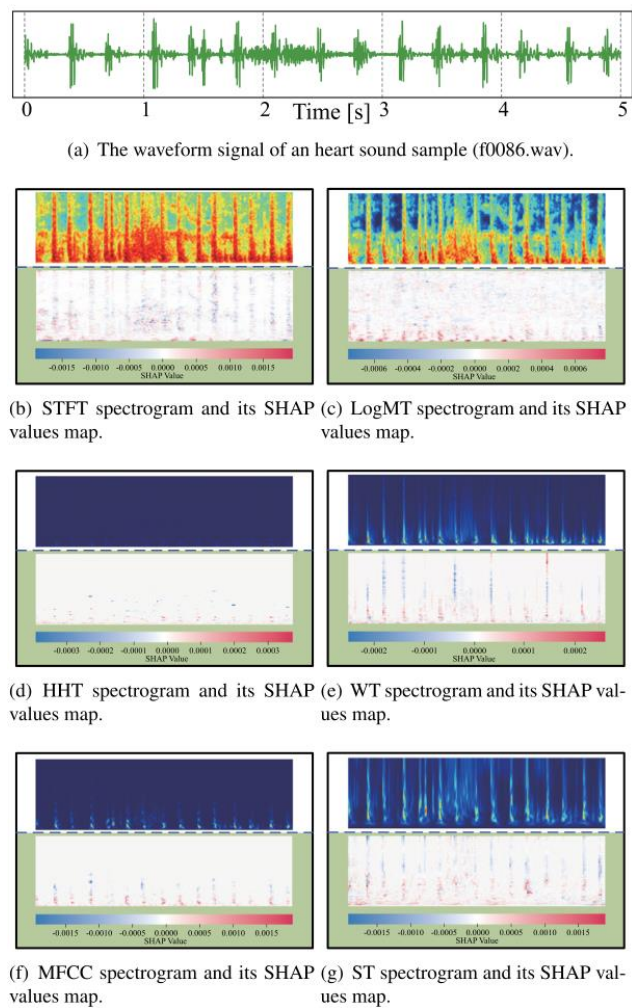 0 1 2 Time [s] 3 4 5
(a) The waveform signal of an heart sound sample (f0086.wav).
-0.0015 -0.0010 -0.0005 0.0000 0.0005 0.0010 0.0015
SHAP Value
-0.0006 -0.0004 -0.0002 0.0000 0.0002 0.0004 0.0006
SHAP Value
(b) STFT spectrogram and its SHAP
values map.
(c) LogMT spectrogram and its SHAP
values map.
-0.0003 -0.0002 -0.0001 0.0000 0.0001 0.0002 0.0003
SHAP Value
-0.0002 -0.0001 0.0000 0.0001 0.0002
SHAP Value
(d) HHT spectrogram and its SHAP
values map.
(e) WT spectrogram and its SHAP val-
ues map.
-0.0015 -0.0010 -0.0005 0.0000 0.0005 0.0010 0.0015
SHAP Value
-0.0015 -0.0010 -0.0005 0.0000 0.0005 0.0010 0.0015
SHAP Value
(f) MFCC spectrogram and its SHAP
values map.
(g) ST spectrogram and its SHAP val-
ues map.